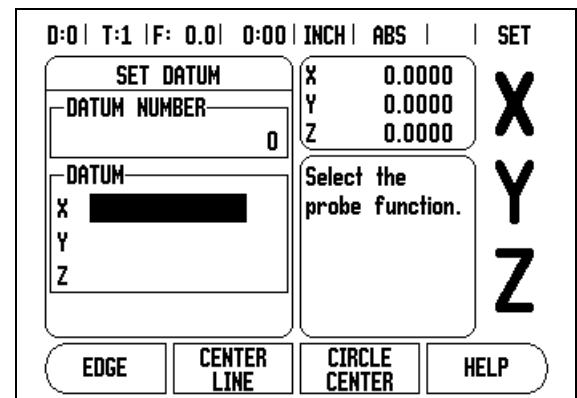 D:0| T:1 |F: 0.0| 0:00| INCH| ABS | | SET
SET DATUM
DATUM NUMBER
0
DATUM
X
Y
Z
X 0.0000
Y 0.0000
Z 0.0000
Select the
probe function.
X
Y
Z
EDGE
CENTER
LINE
CIRCLE
CENTER
HELP